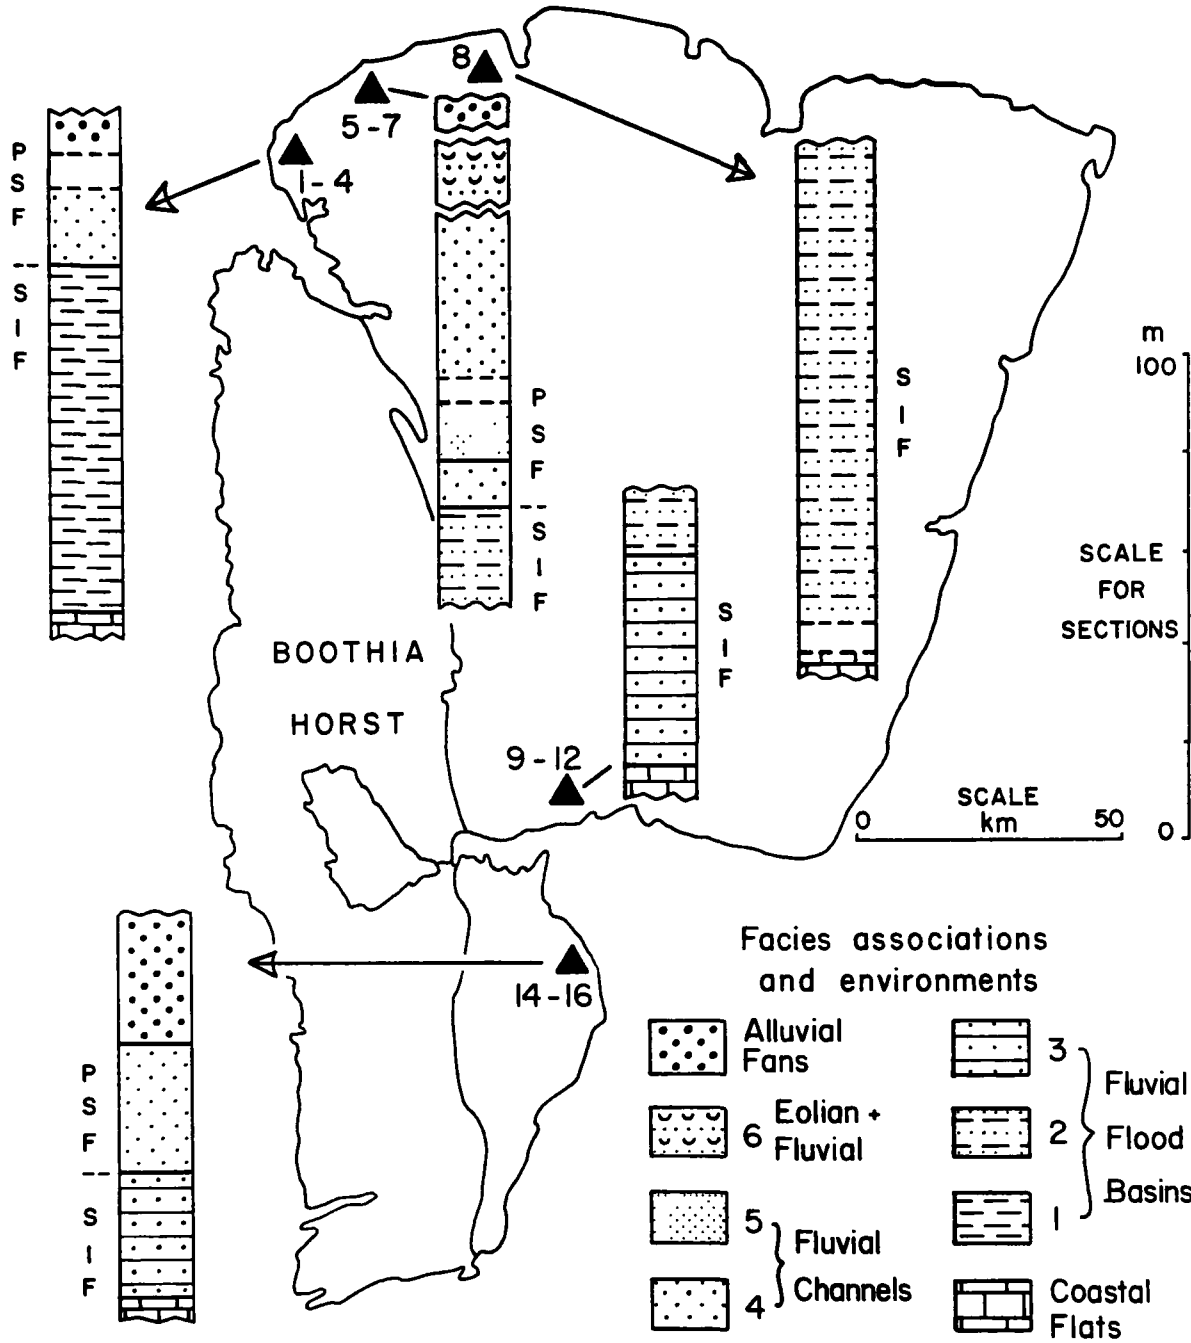 8
5-7
1-4
P
S
F
S
I
F
P
S
F
S
I
F
S
I
F
S
I
F
m
100
SCALE
FOR
SECTIONS
0
BOOTHIA
HORST
9-12
SCALE
km
0 50
14-16
P
S
F
S
I
F
Facies associations
and environments
Alluvial
Fans
6 Eolian +
Fluvial
5
4
Fluvial
Channels
3
2
1
Fluvial
Flood
Basins
Coastal
Flats